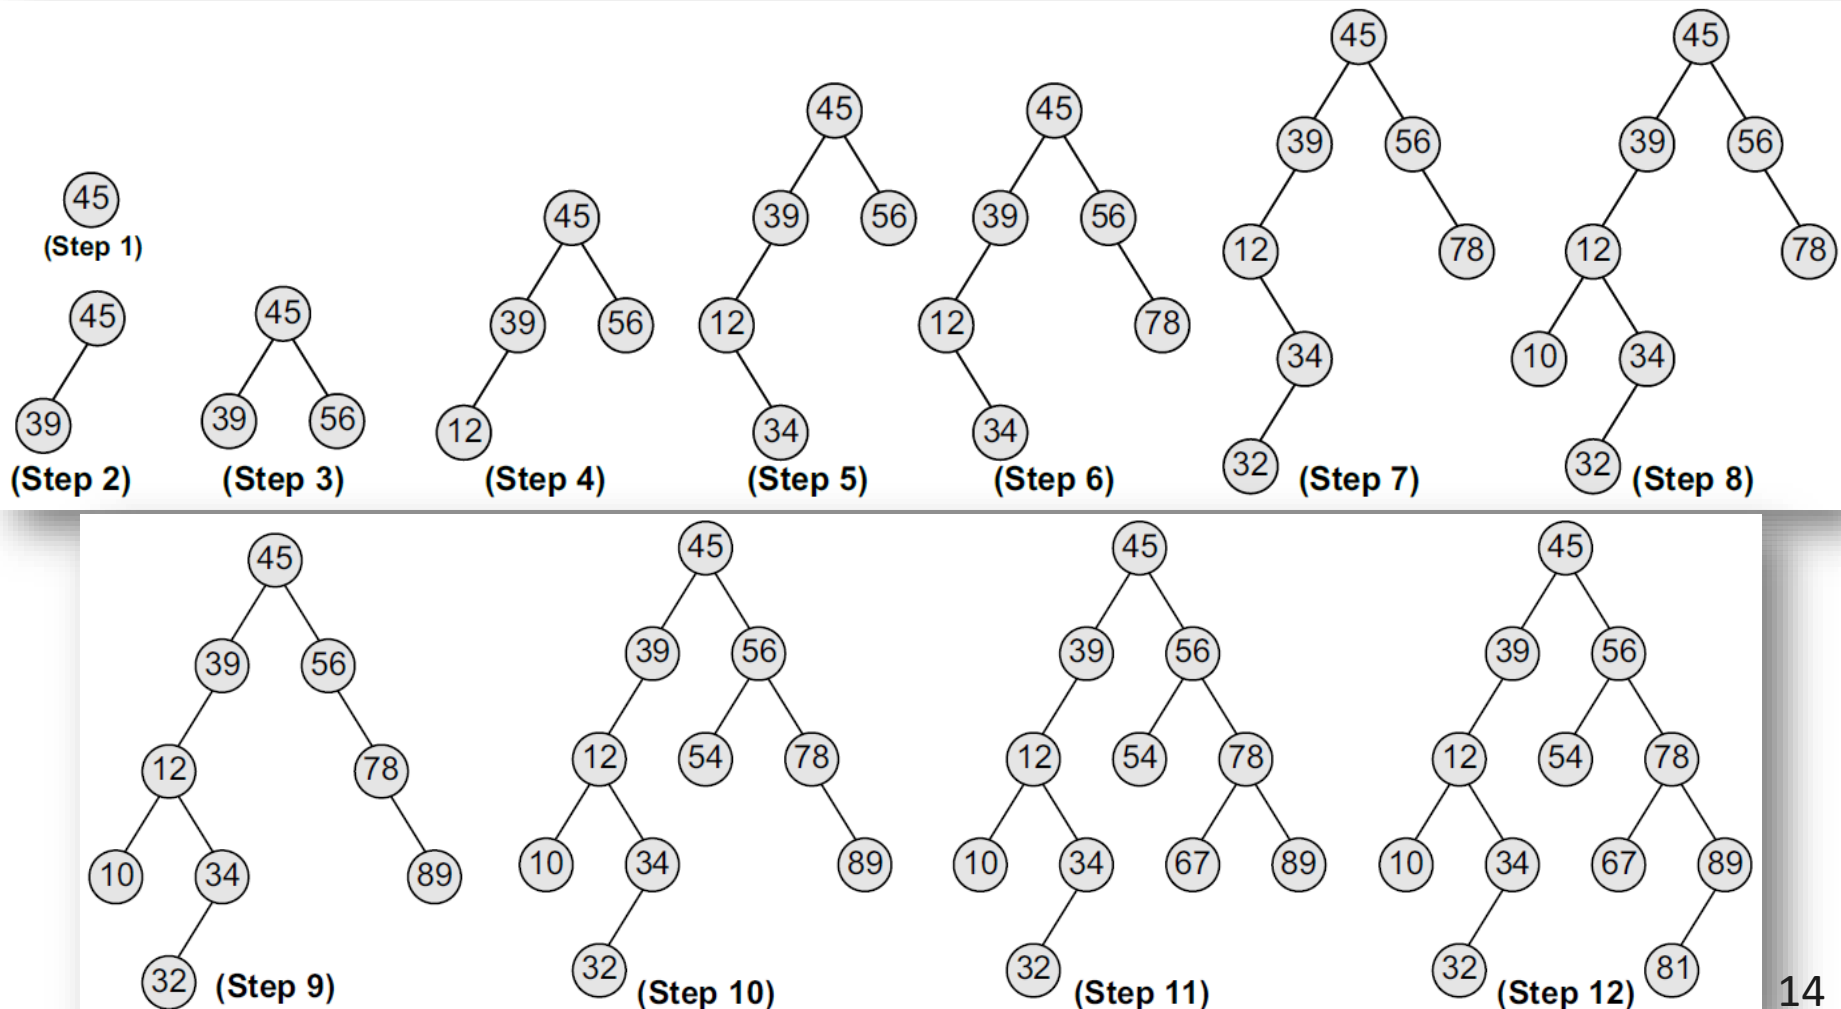 45
(Step 1)
45
39
(Step 2)
45
39 56
(Step 3)
45
39 56
12
(Step 4)
45
39 56
12
34
(Step 5)
45
39 56
12 78
34
(Step 6)
45
39 56
12 78
34
32
(Step 7)
45
39 56
12 78
10 34
32
(Step 8)
45
39 56
12 78
10 34 89
32
(Step 9)
45
39 56
12 54 78
10 34 89
32
(Step 10)
45
39 56
12 54 78
10 34 67 89
32
(Step 11)
45
39 56
12 54 78
10 34 67 89
32 81
(Step 12)
14